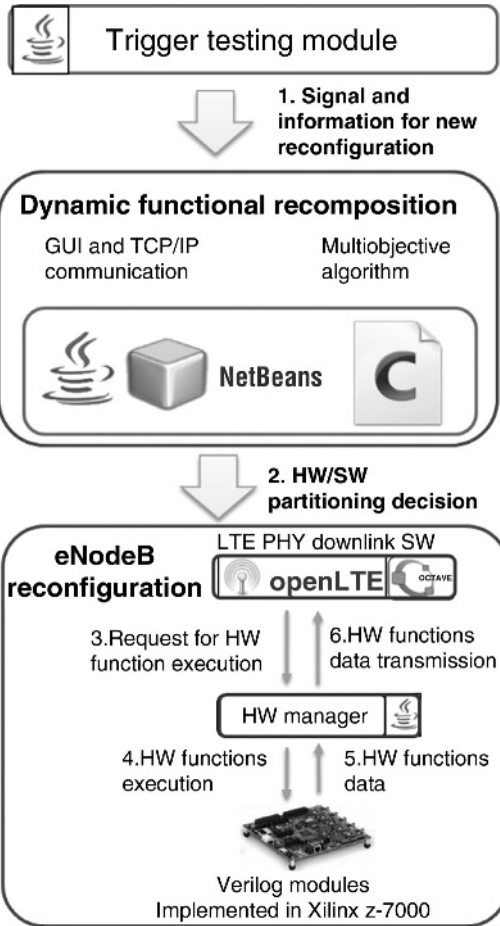 Trigger testing module
1. Signal and
information for new
reconfiguration
Dynamic functional recomposition
GUI and TCP/IP
communication
Multiobjective
algorithm
NetBeans
C
2. HW/SW
partitioning decision
eNodeB
reconfiguration
LTE PHY downlink SW
openLTE
OCTAVE
3.Request for HW
function execution
6.HW functions
data transmission
HW manager
4.HW functions
execution
5.HW functions
data
Verilog modules
Implemented in Xilinx z-7000